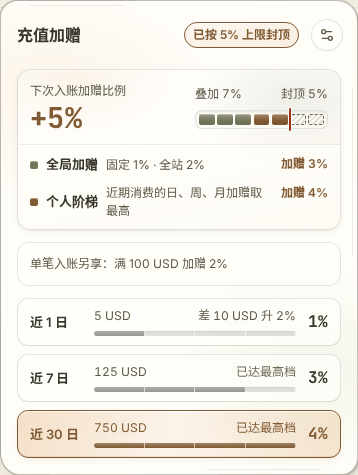 充值加赠 已按 5% 上限封顶
下次入账加赠比例 叠加 7% 封顶 5%
+5%
全局加赠 固定 1% · 全站 2% 加赠 3%
个人阶梯 近期消费的日、周、月加赠取 加赠 4%
最高
单笔入账另享：满 100 USD 加赠 2%
近 1 日 5 USD 差 10 USD 升 2% 1%
近 7 日 125 USD 已达最高档 3%
近 30 日 750 USD 已达最高档 4%